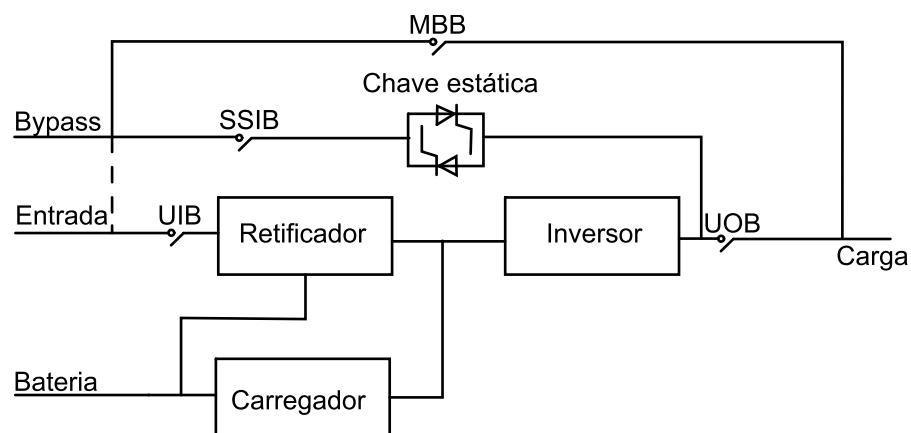 MBB
Chave estática
Bypass
SSIB
Entrada
UIB
Retificador
Inversor
UOB
Carga
Bateria
Carregador